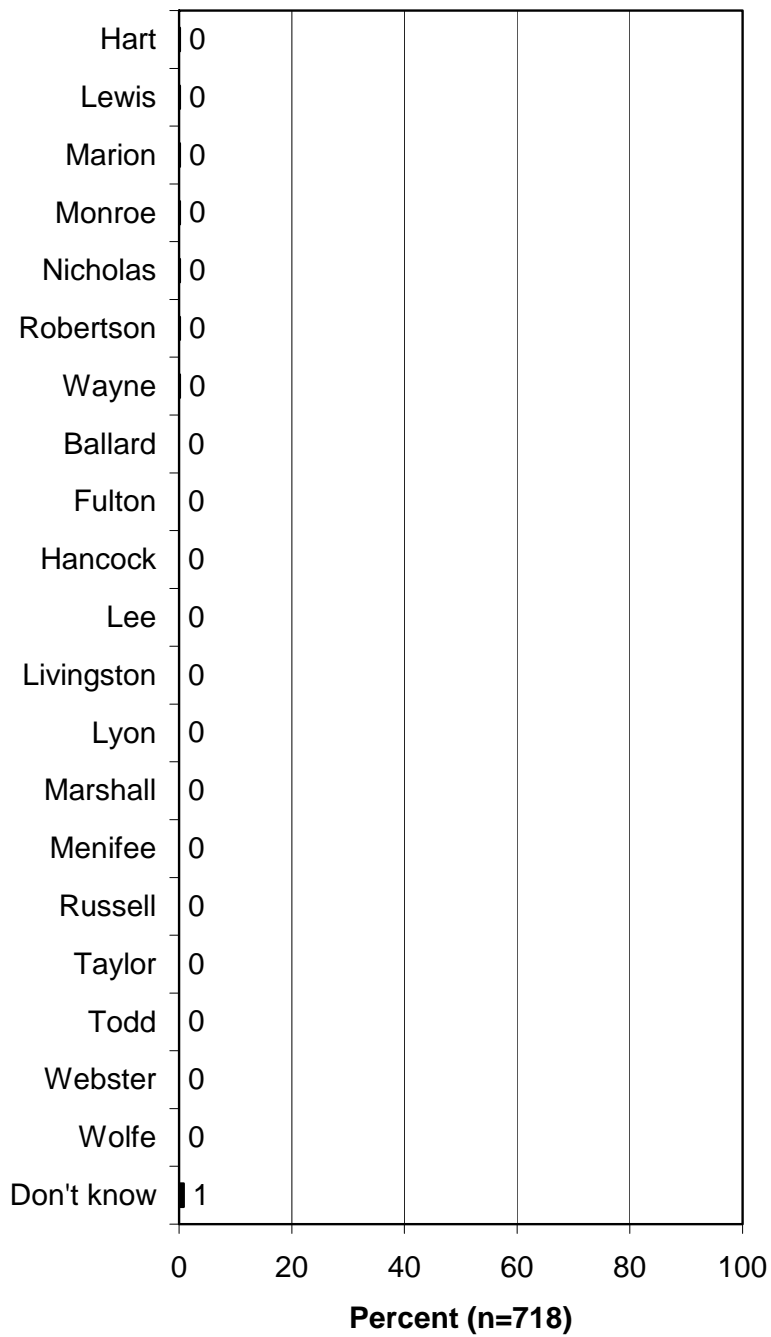 Hart 0
Lewis 0
Marion 0
Monroe 0
Nicholas 0
Robertson 0
Wayne 0
Ballard 0
Fulton 0
Hancock 0
Lee 0
Livingston 0
Lyon 0
Marshall 0
Menifee 0
Russell 0
Taylor 0
Todd 0
Webster 0
Wolfe 0
Don't know 1
0 20 40 60 80 100
Percent (n=718)